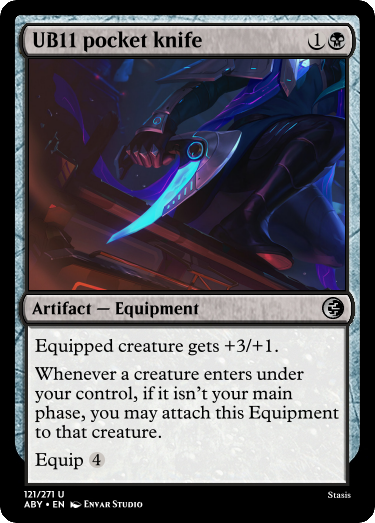 UB11 pocket knife 1
Artifact — Equipment
Equipped creature gets +3/+1.
Whenever a creature enters under
your control, if it isn't your main
phase, you may attach this Equipment
to that creature.
Equip 4
121/271 U
Stasis
ABY • EN Envar Studio